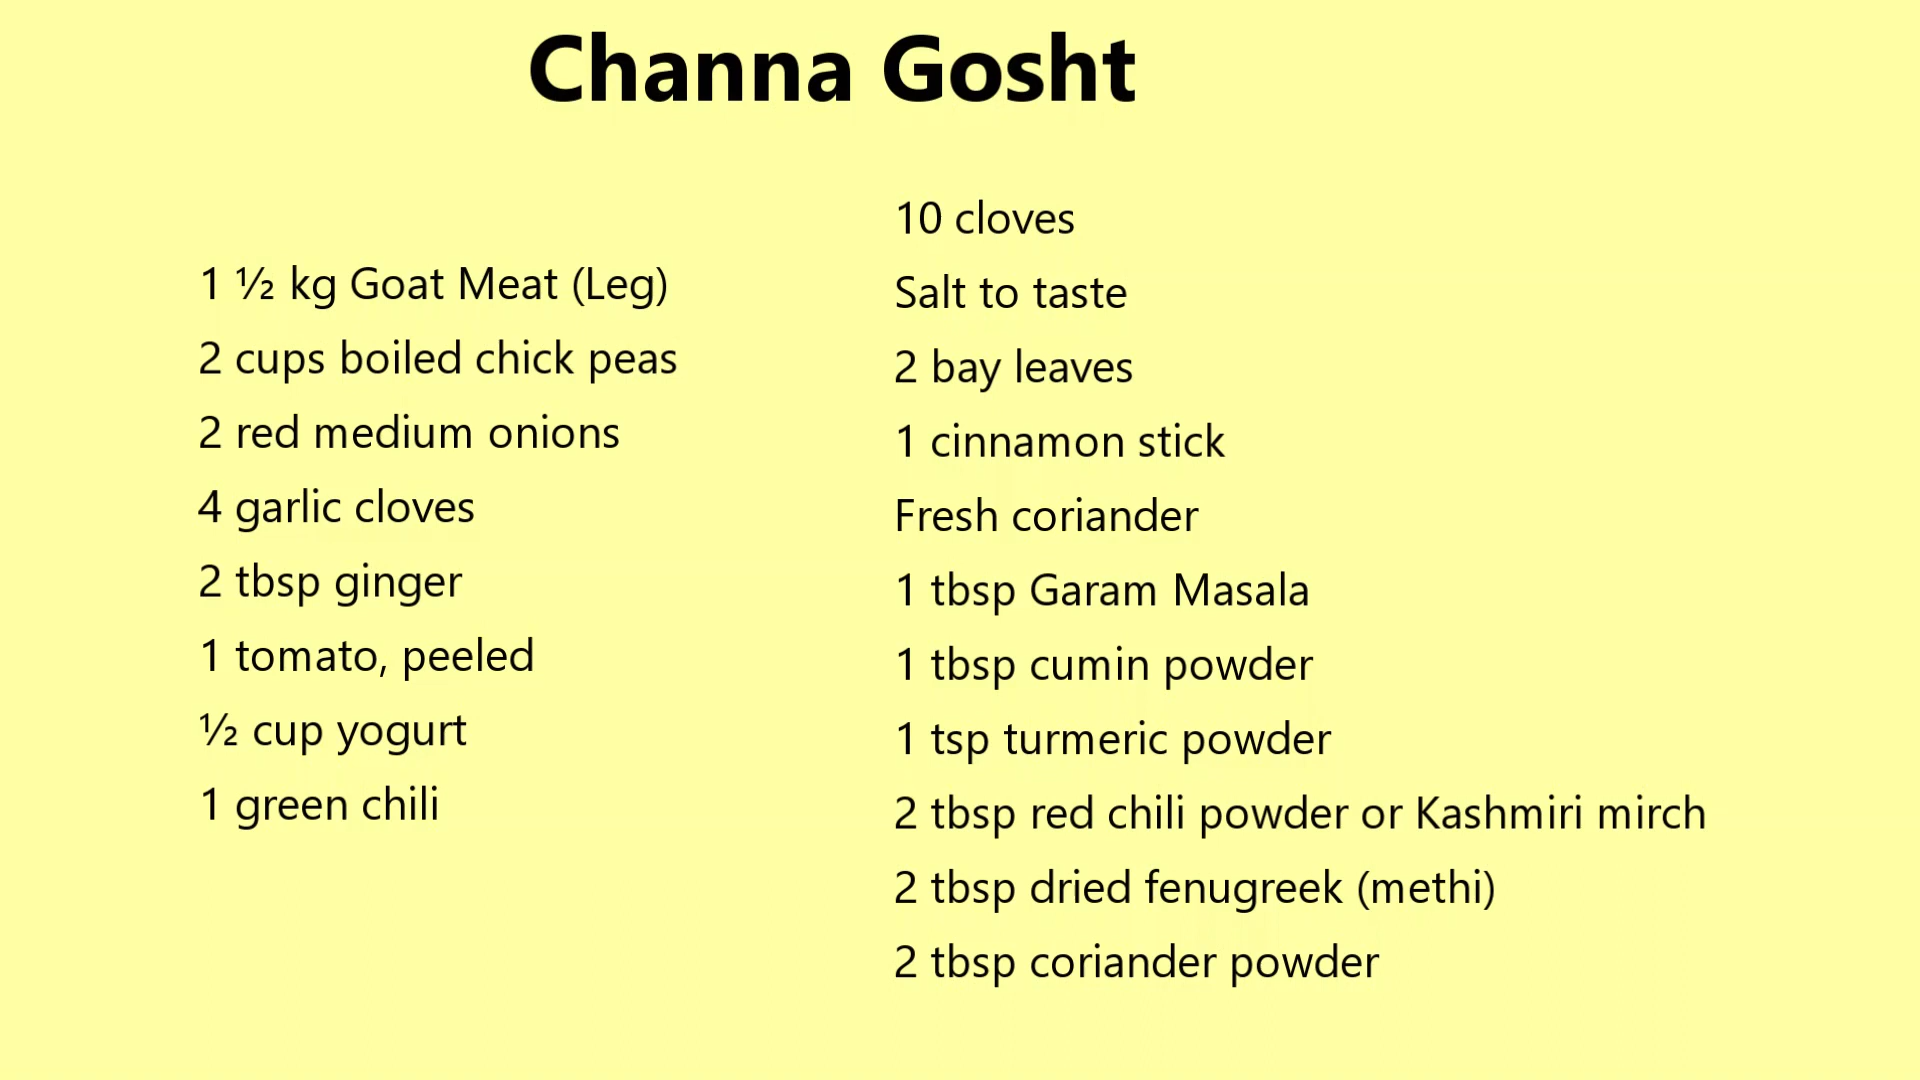 Channa Gosht
1 ½ kg Goat Meat (Leg)
2 cups boiled chick peas
2 red medium onions
4 garlic cloves
2 tbsp ginger
1 tomato, peeled
½ cup yogurt
1 green chili
10 cloves
Salt to taste
2 bay leaves
1 cinnamon stick
Fresh coriander
1 tbsp Garam Masala
1 tbsp cumin powder
1 tsp turmeric powder
2 tbsp red chili powder or Kashmiri mirch
2 tbsp dried fenugreek (methi)
2 tbsp coriander powder